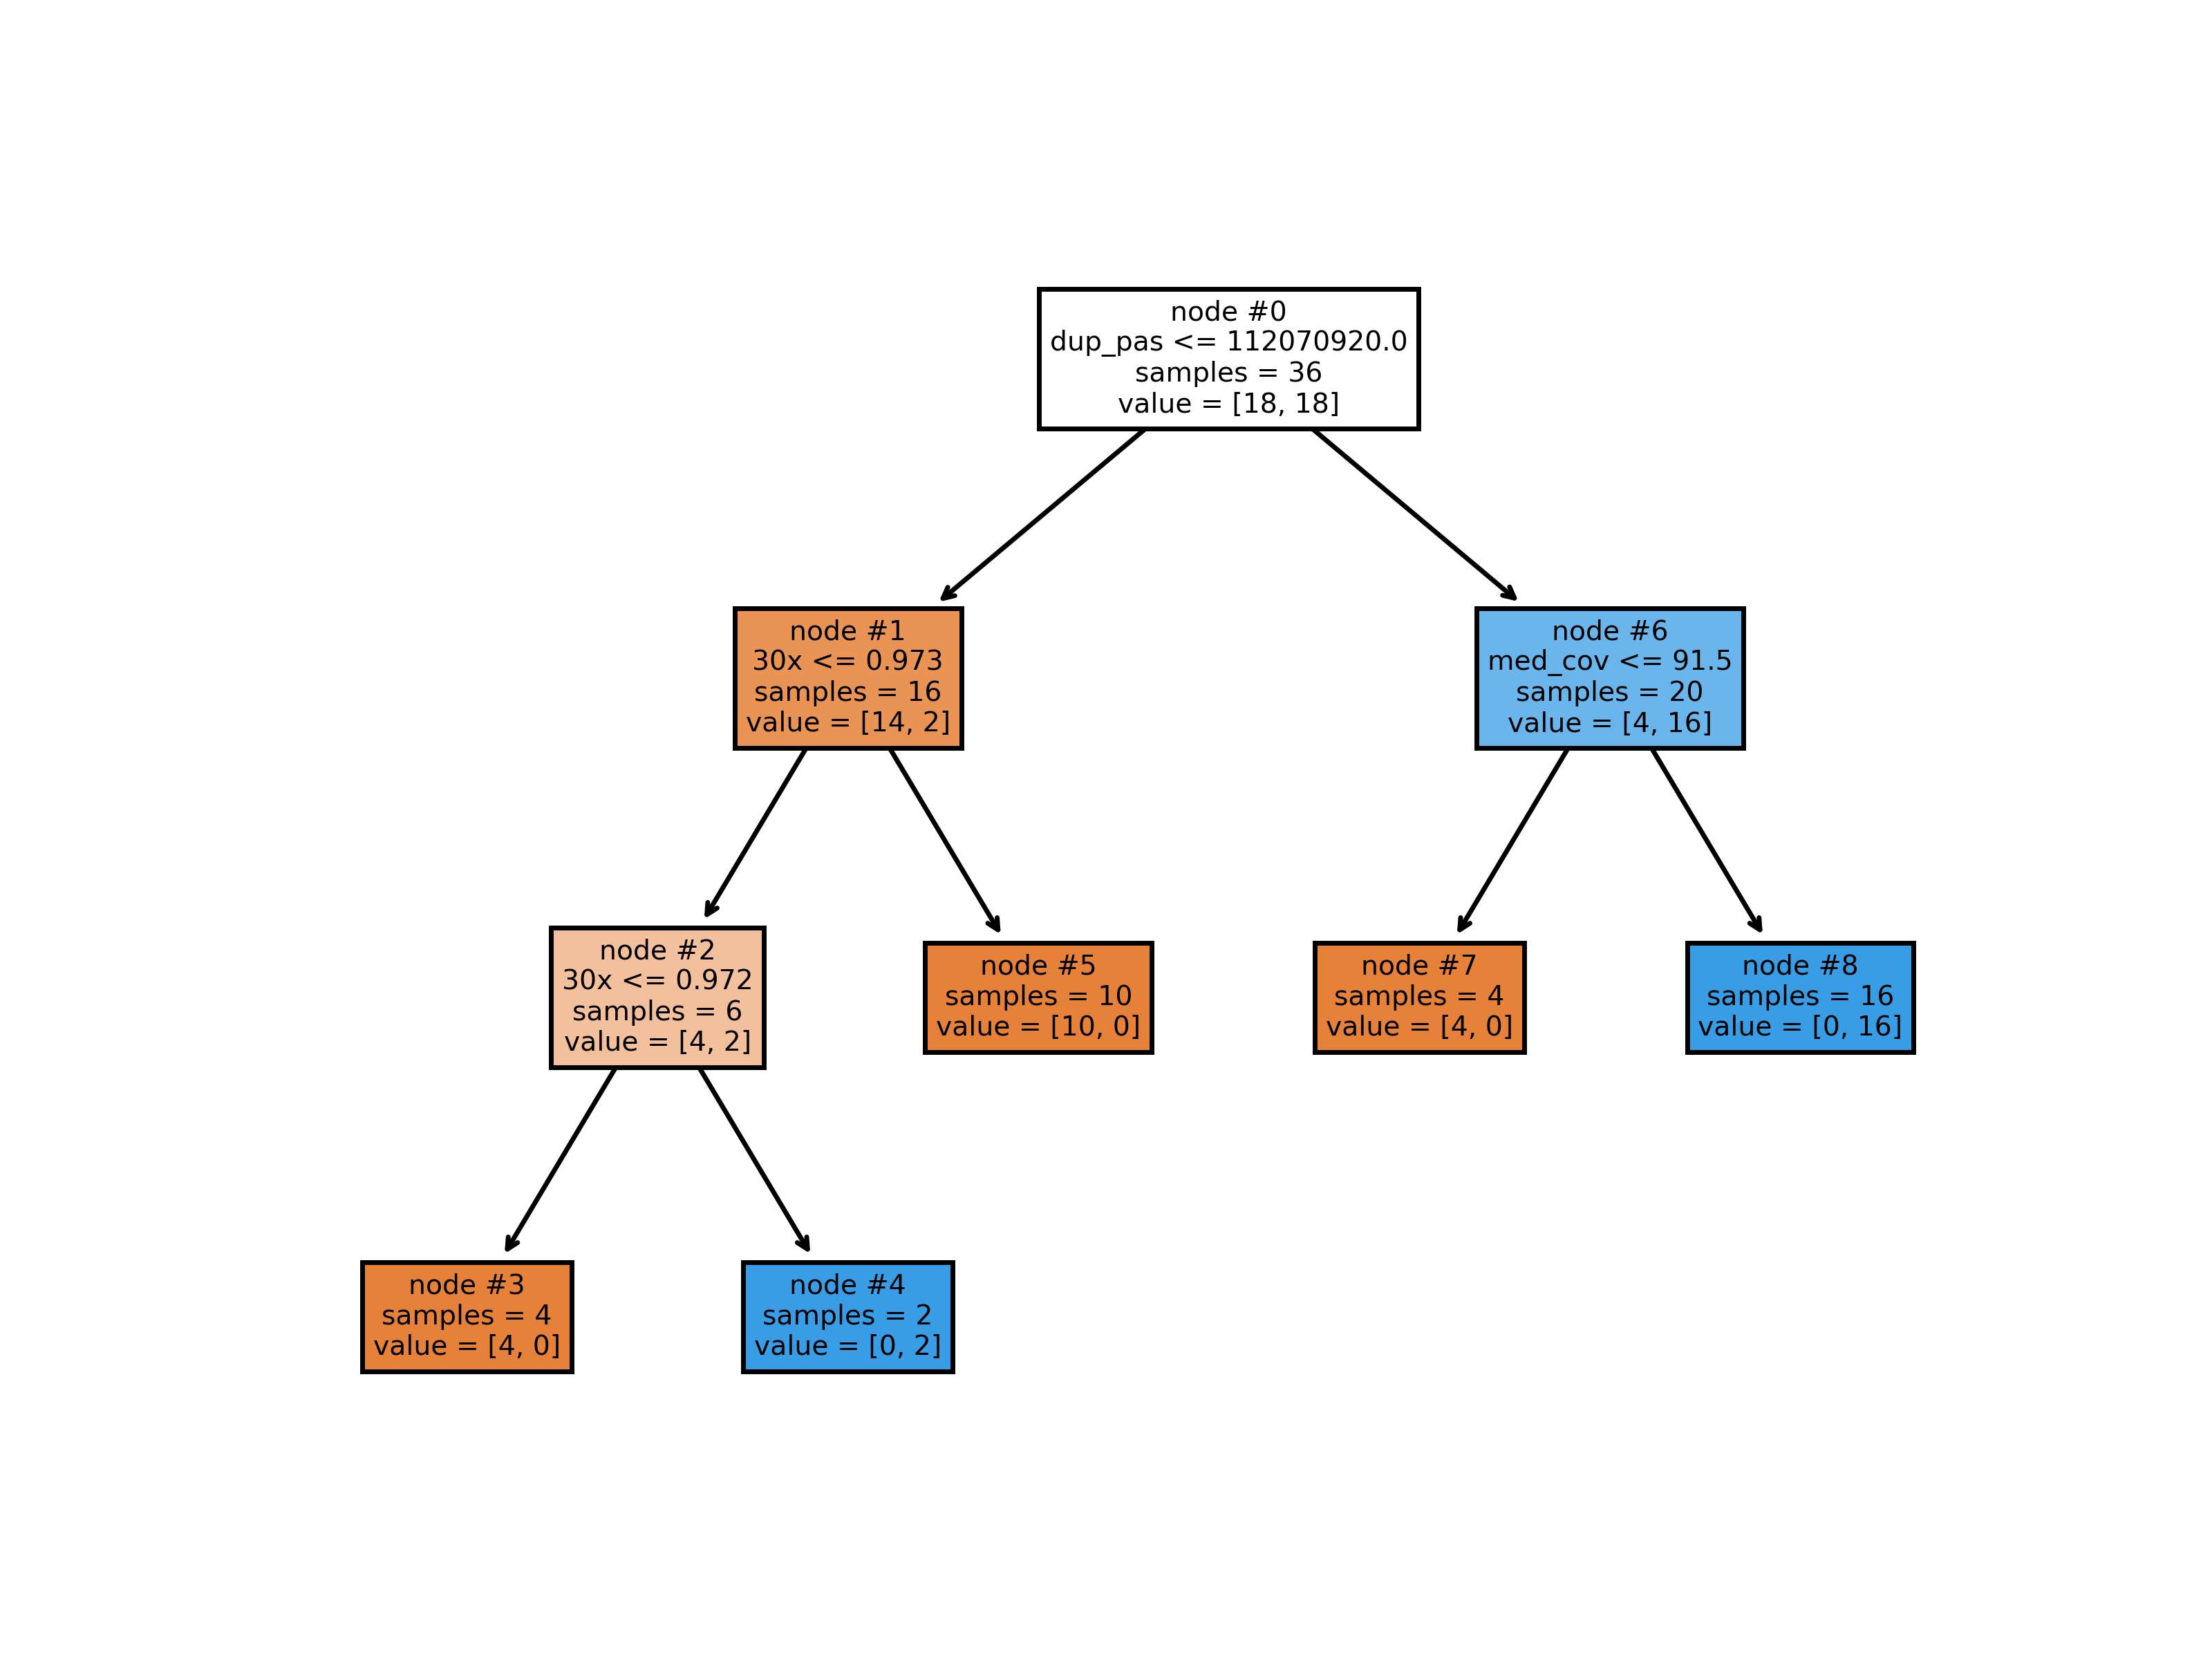 node #0
dup_pas <= 112070920.0
samples = 36
value = [18, 18]
node #1
30x <= 0.973
samples = 16
value = [14, 2]
node #6
med_cov <= 91.5
samples = 20
value = [4, 16]
node #2
30x <= 0.972
samples = 6
value = [4, 2]
node #5
samples = 10
value = [10, 0]
node #7
samples = 4
value = [4, 0]
node #8
samples = 16
value = [0, 16]
node #3
samples = 4
value = [4, 0]
node #4
samples = 2
value = [0, 2]